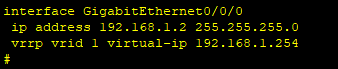 interface GigabitEthernet0/0/0
 ip address 192.168.1.2 255.255.255.0
 vrrp vrid 1 virtual-ip 192.168.1.254
#